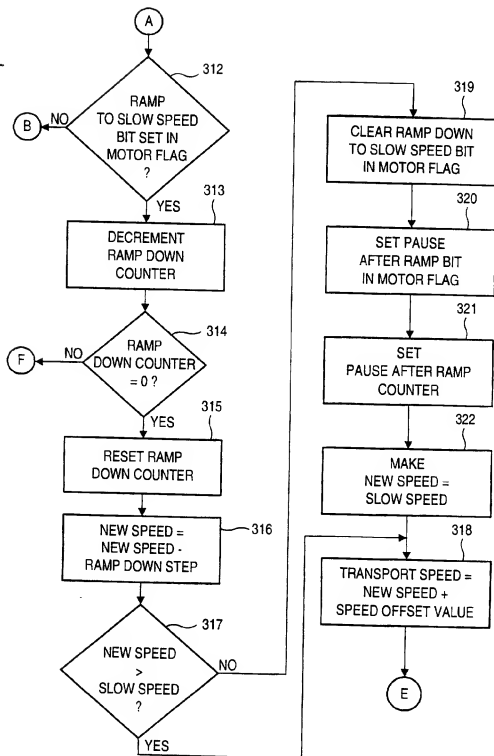 A
312
RAMP
TO SLOW SPEED
BIT SET IN
MOTOR FLAG
?
NO
B
YES
313
DECREMENT
RAMP DOWN
COUNTER
314
RAMP
DOWN COUNTER
= 0 ?
NO
F
YES
315
RESET RAMP
DOWN COUNTER
316
NEW SPEED =
NEW SPEED -
RAMP DOWN STEP
317
NEW SPEED
>
SLOW SPEED
?
NO
YES
319
CLEAR RAMP DOWN
TO SLOW SPEED BIT
IN MOTOR FLAG
320
SET PAUSE
AFTER RAMP BIT
IN MOTOR FLAG
321
SET
PAUSE AFTER RAMP
COUNTER
322
MAKE
NEW SPEED =
SLOW SPEED
318
TRANSPORT SPEED =
NEW SPEED +
SPEED OFFSET VALUE
E